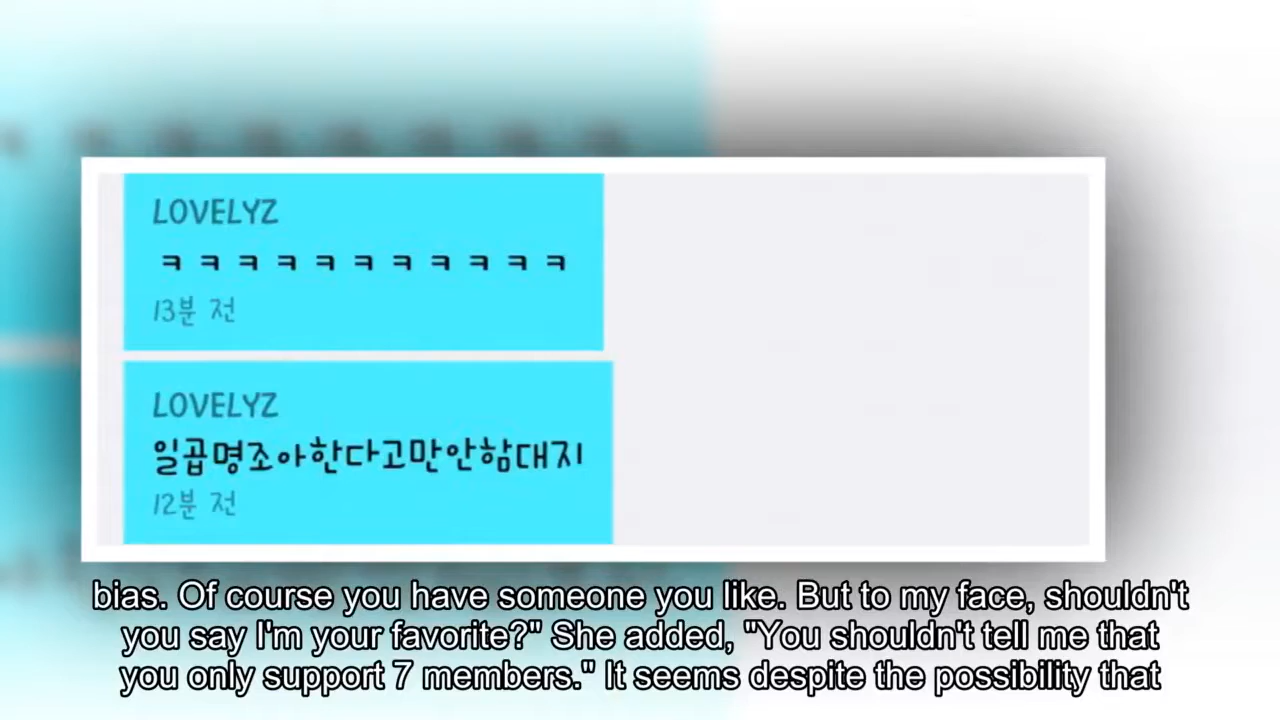 LOVELYZ
ㅋㅋㅋㅋㅋㅋㅋㅋㅋㅋㅋ
13분 전
LOVELYZ
일곱명조아한다고만안함대지
12분 전
bias. Of course you have someone you like. But to my face, shouldn't
you say I'm your favorite?" She added, "You shouldn't tell me that
you only support 7 members." It seems despite the possibility that